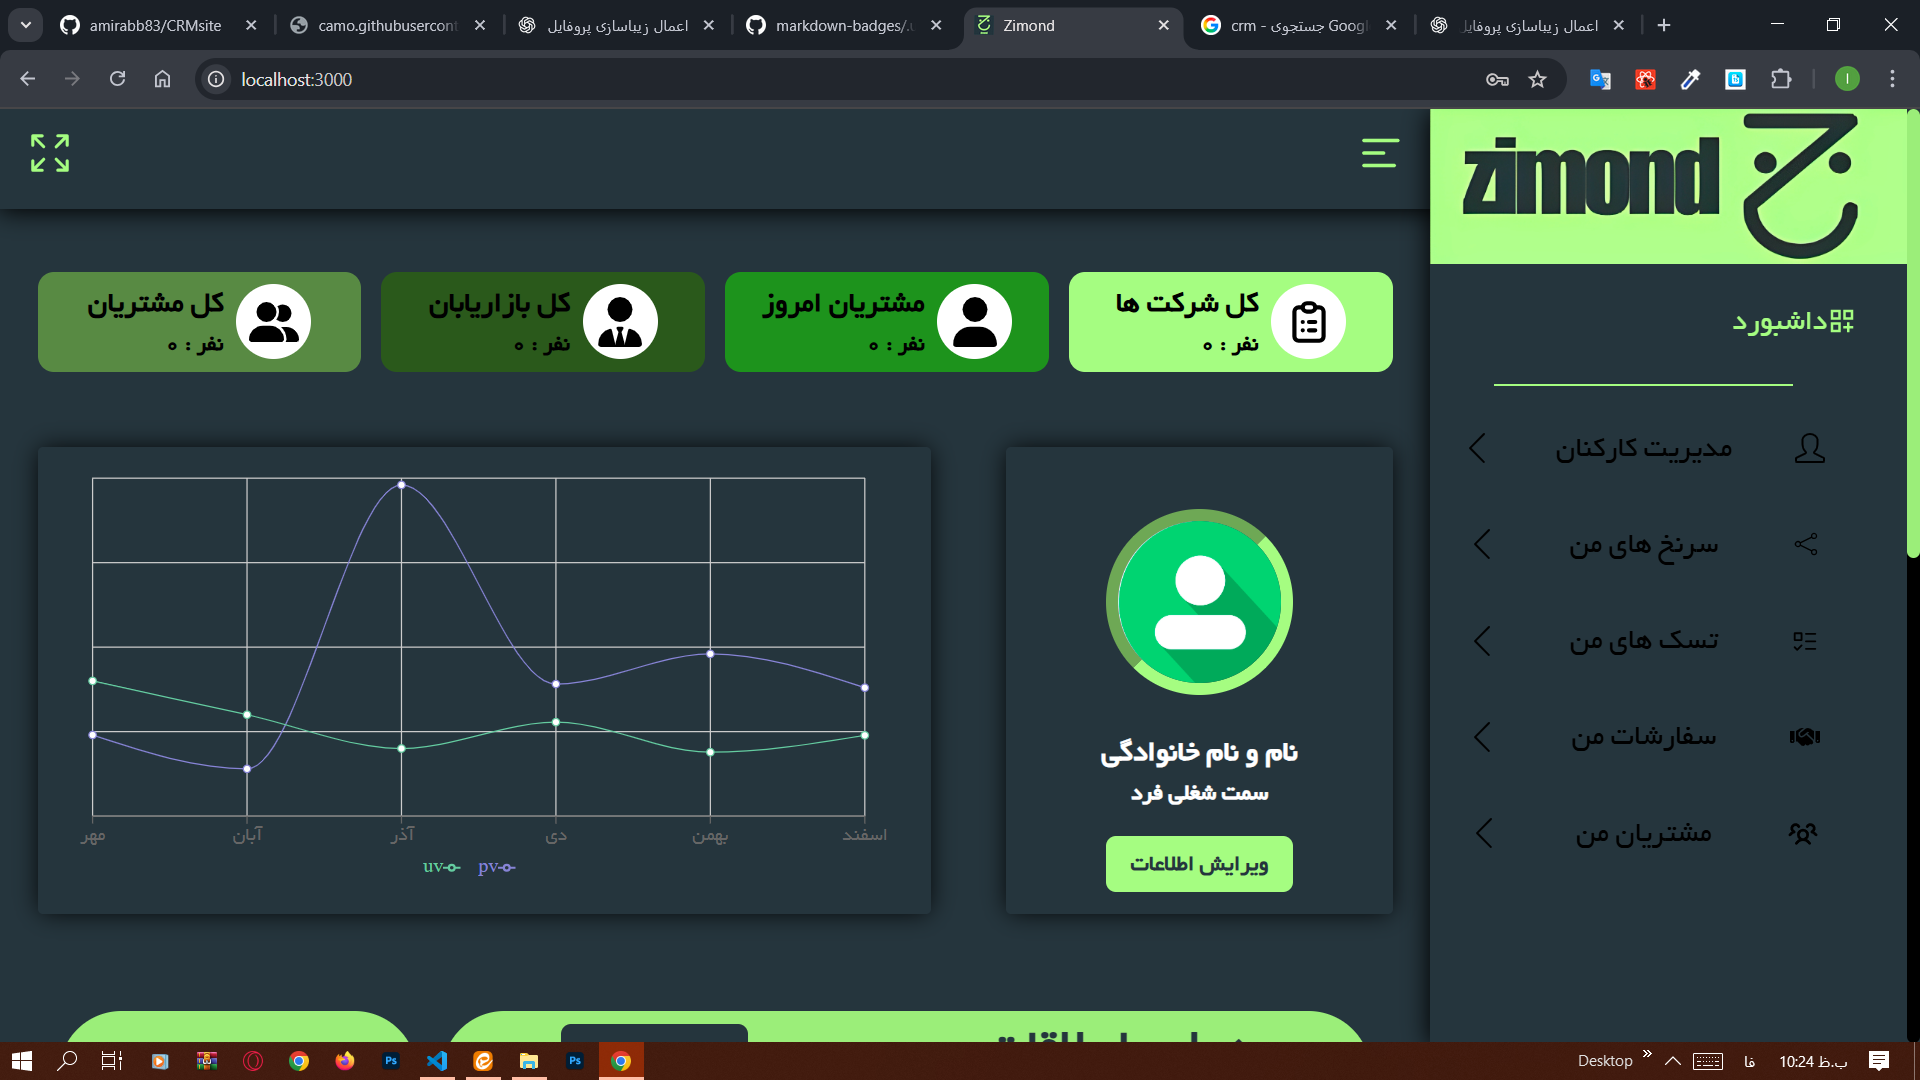 amirabb83/CRMsite
camo.githubusercont
اعمال زیباسازی پروفایل
markdown-badges/.
Zimond
crm - جستجوی Googl
اعمال زیباسازی پروفایل
localhost:3000
zimond
داشبورد
مدیریت کارکنان
سرنخ های من
تسک های من
سفارشات من
مشتریان من
کل شرکت ها
نفر : ۰
مشتریان امروز
نفر : ۰
کل بازاریابان
نفر : ۰
کل مشتریان
نفر : ۰
نام و نام خانوادگی
سمت شغلی فرد
ویرایش اطلاعات
مهر
آبان
آذر
دی
بهمن
اسفند
uv
pv
Desktop
فا
10:24 ب.ظ